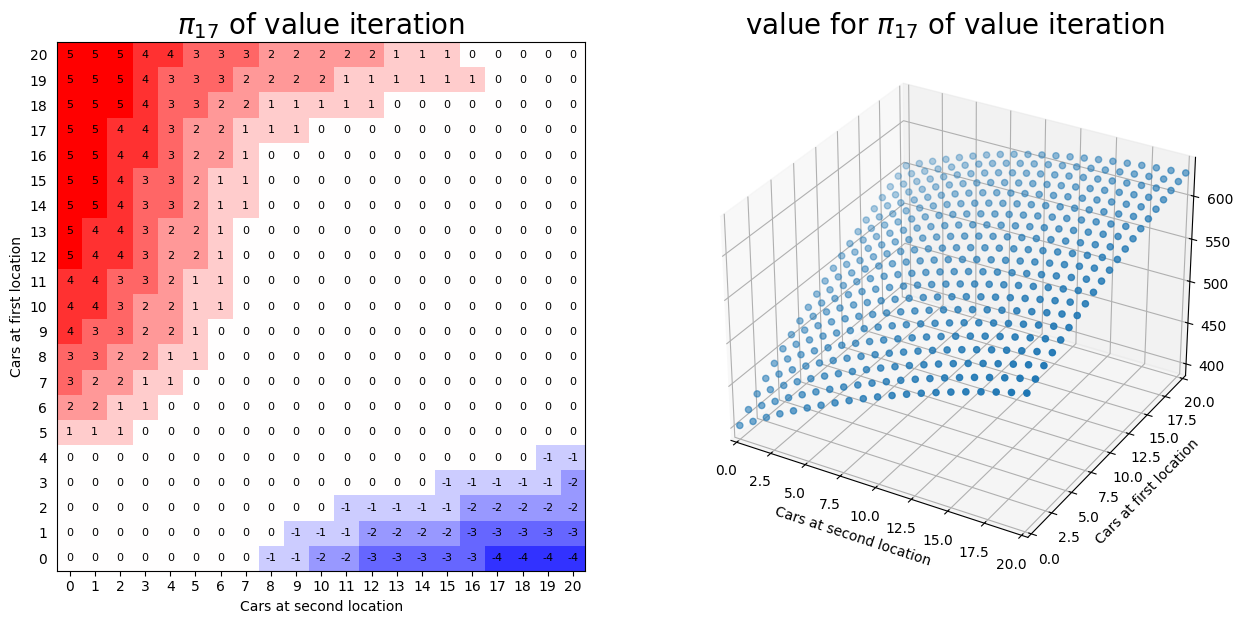 π17 of value iteration
20 5 5 5 4 4 3 3 3 2 2 2 2 2 1 1 1 0 0 0 0 0
19 5 5 5 4 3 3 3 2 2 2 2 1 1 1 1 1 1 0 0 0 0
18 5 5 5 4 3 3 2 2 1 1 1 1 1 0 0 0 0 0 0 0 0
17 5 5 4 4 3 2 2 1 1 1 0 0 0 0 0 0 0 0 0 0 0
16 5 5 4 4 3 2 2 1 0 0 0 0 0 0 0 0 0 0 0 0 0
15 5 5 4 3 3 2 1 1 0 0 0 0 0 0 0 0 0 0 0 0 0
14 5 5 4 3 3 2 1 1 0 0 0 0 0 0 0 0 0 0 0 0 0
13 5 4 4 3 2 2 1 0 0 0 0 0 0 0 0 0 0 0 0 0 0
12 5 4 4 3 2 2 1 0 0 0 0 0 0 0 0 0 0 0 0 0 0
11 4 4 3 3 2 1 1 0 0 0 0 0 0 0 0 0 0 0 0 0 0
10 4 4 3 2 2 1 1 0 0 0 0 0 0 0 0 0 0 0 0 0 0
9 4 3 3 2 2 1 0 0 0 0 0 0 0 0 0 0 0 0 0 0 0
8 3 3 2 2 1 1 0 0 0 0 0 0 0 0 0 0 0 0 0 0 0
7 3 2 2 1 1 0 0 0 0 0 0 0 0 0 0 0 0 0 0 0 0
6 2 2 1 1 0 0 0 0 0 0 0 0 0 0 0 0 0 0 0 0 0
5 1 1 1 0 0 0 0 0 0 0 0 0 0 0 0 0 0 0 0 0 0
4 0 0 0 0 0 0 0 0 0 0 0 0 0 0 0 0 0 0 0 -1 -1
3 0 0 0 0 0 0 0 0 0 0 0 0 0 0 0 -1 -1 -1 -1 -1 -2
2 0 0 0 0 0 0 0 0 0 0 0 -1 -1 -1 -1 -1 -2 -2 -2 -2 -2
1 0 0 0 0 0 0 0 0 0 -1 -1 -1 -2 -2 -2 -2 -3 -3 -3 -3 -3
0 0 0 0 0 0 0 0 0 -1 -1 -2 -2 -3 -3 -3 -3 -3 -4 -4 -4 -4
0 1 2 3 4 5 6 7 8 9 10 11 12 13 14 15 16 17 18 19 20
Cars at second location
Cars at first location
value for π17 of value iteration
600
550
500
450
400
0.0 2.5 5.0 7.5 10.0 12.5 15.0 17.5 20.0
Cars at second location
0.0 2.5 5.0 7.5 10.0 12.5 15.0 17.5 20.0
Cars at first location